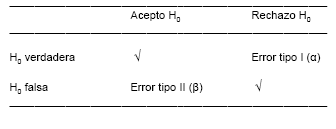 Acepto H₀ Rechazo H₀
H₀ verdadera √ Error tipo I (α)
H₀ falsa Error tipo II (β) √